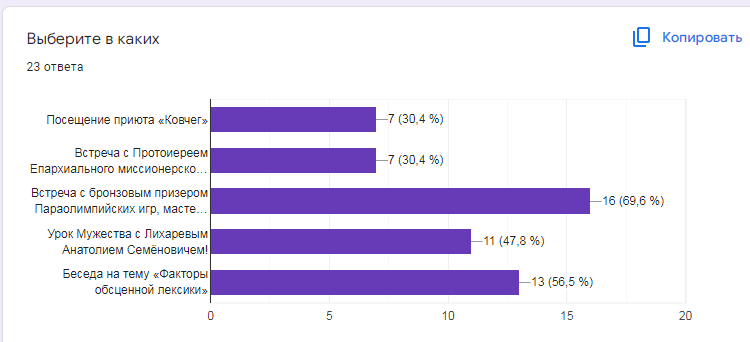 Выберите в каких
Копировать
23 ответа
Посещение приюта «Ковчег»
7 (30,4 %)
Встреча с Протоиереем
Епархиального миссионерско…
7 (30,4 %)
Встреча с бронзовым призером
Параолимпийских игр, масте…
16 (69,6 %)
Урок Мужества с Лихаревым
Анатолием Семёновичем!
11 (47,8 %)
Беседа на тему «Факторы
обсценной лексики»
13 (56,5 %)
0 5 10 15 20